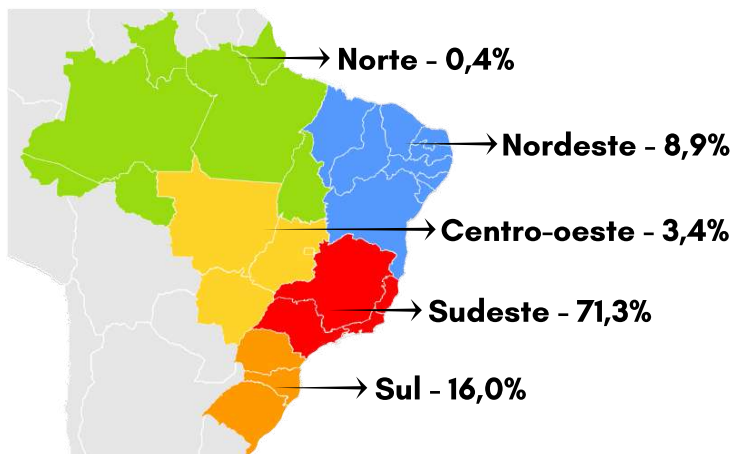 Norte - 0,4%
Nordeste - 8,9%
Centro-oeste - 3,4%
Sudeste - 71,3%
Sul - 16,0%